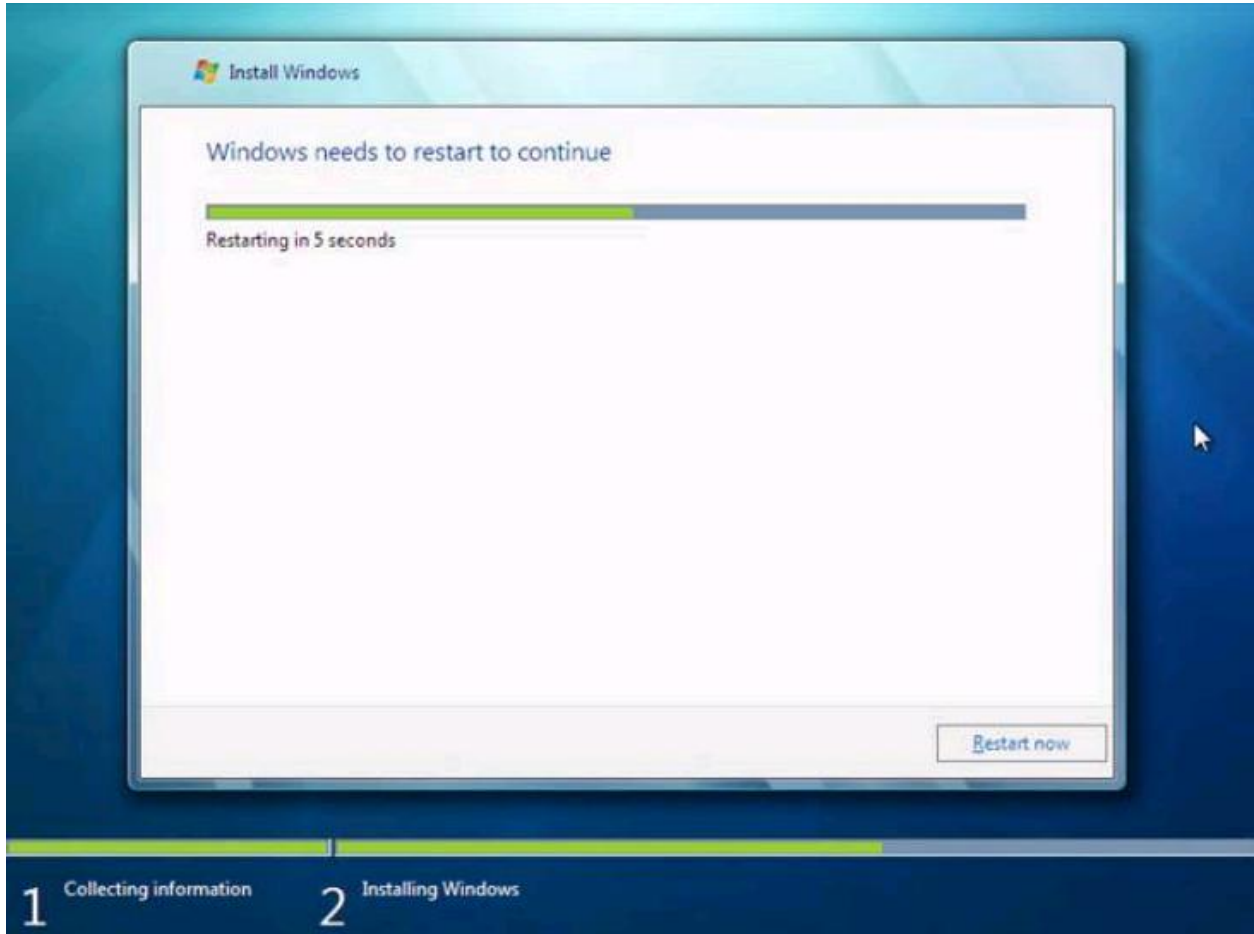 Install Windows
Windows needs to restart to continue
Restarting in 5 seconds
Restart now
1 Collecting information 2 Installing Windows